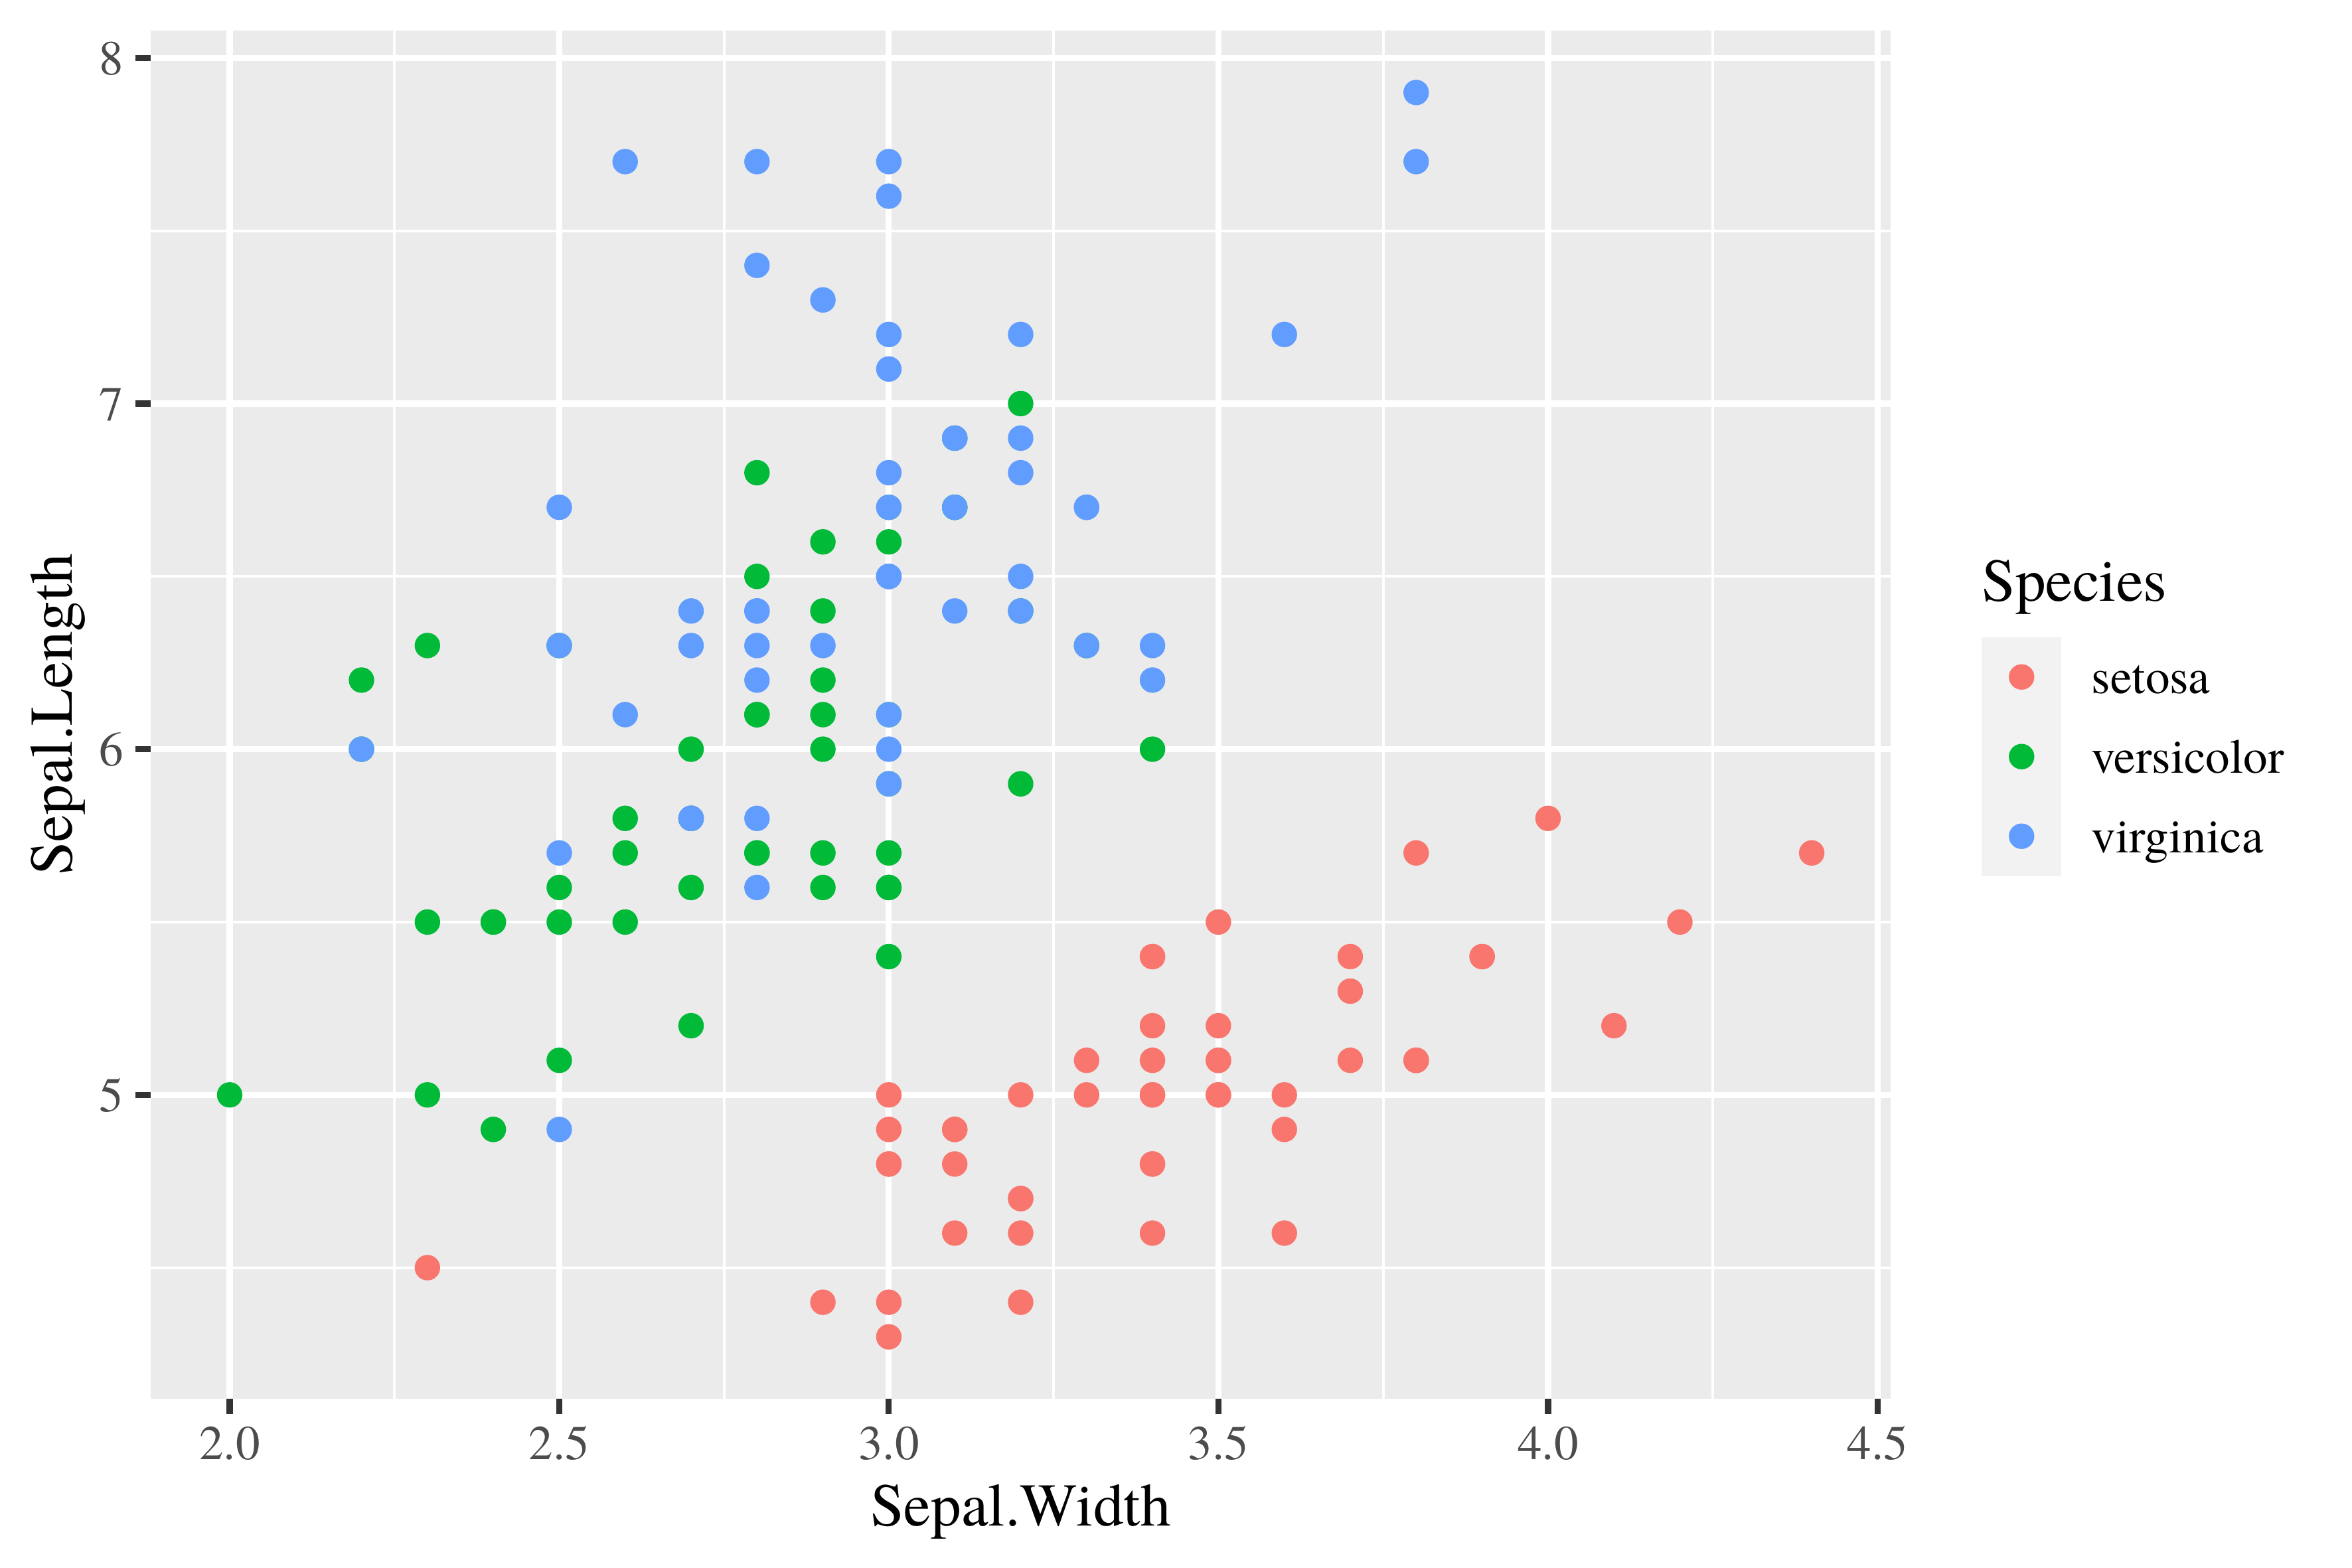 8
7
6
5
Sepal.Length
2.0 2.5 3.0 3.5 4.0 4.5
Sepal.Width
Species
setosa
versicolor
virginica